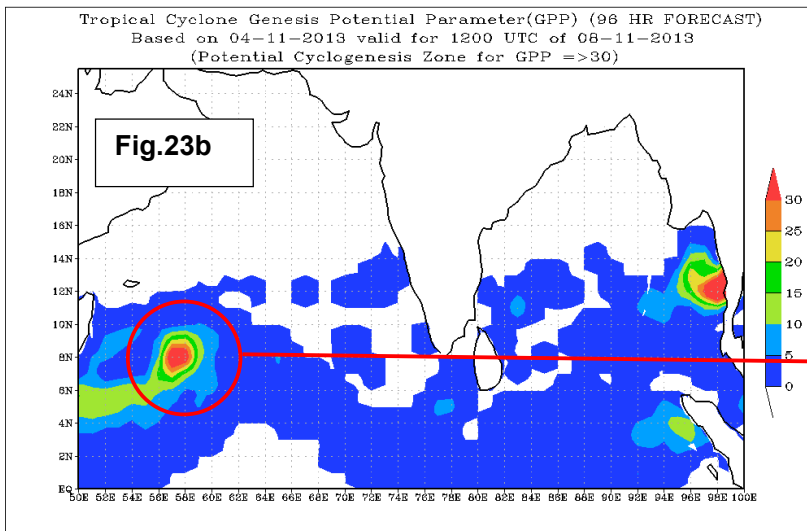 Tropical Cyclone Genesis Potential Parameter(GPP) (96 HR FORECAST)
Based on 04-11-2013 valid for 1200 UTC of 08-11-2013
(Potential Cyclogenesis Zone for GPP =>30)
Fig.23b
24N
22N
20N
18N
16N
14N
12N
10N
8N
6N
4N
2N
EQ
50E 52E 54E 56E 58E 60E 62E 64E 66E 68E 70E 72E 74E 76E 78E 80E 82E 84E 86E 88E 90E 92E 94E 96E 98E 100E
30
25
20
15
10
5
0